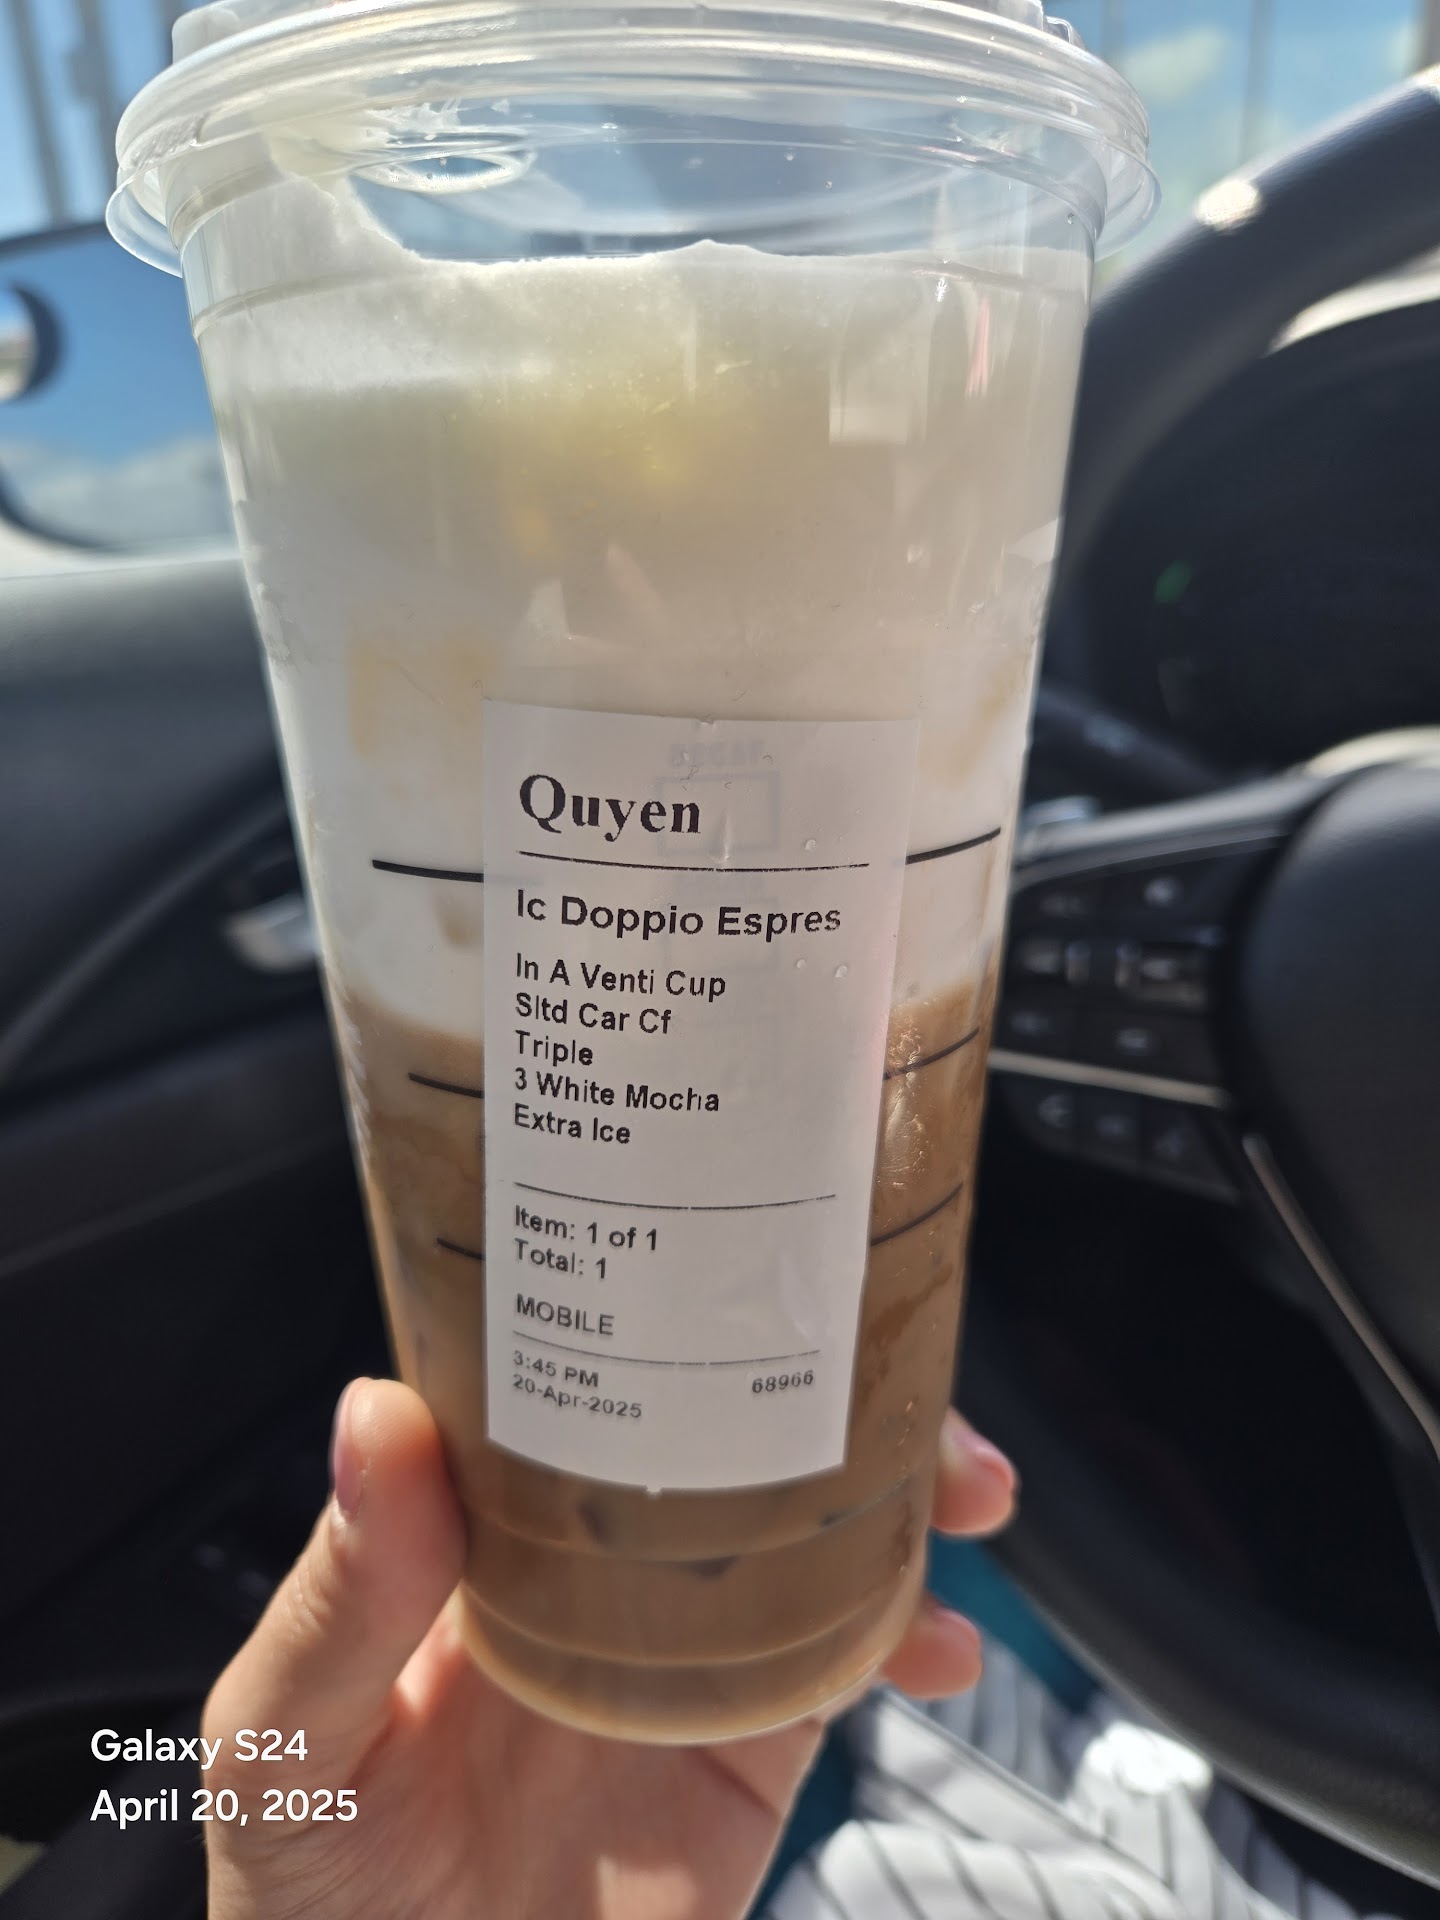 Quyen
Ic Doppio Espres
In A Venti Cup
Sltd Car Cf
Triple
3 White Mocha
Extra Ice
Item: 1 of 1
Total: 1
MOBILE
3:45 PM
20-Apr-2025 68966
Galaxy S24
April 20, 2025